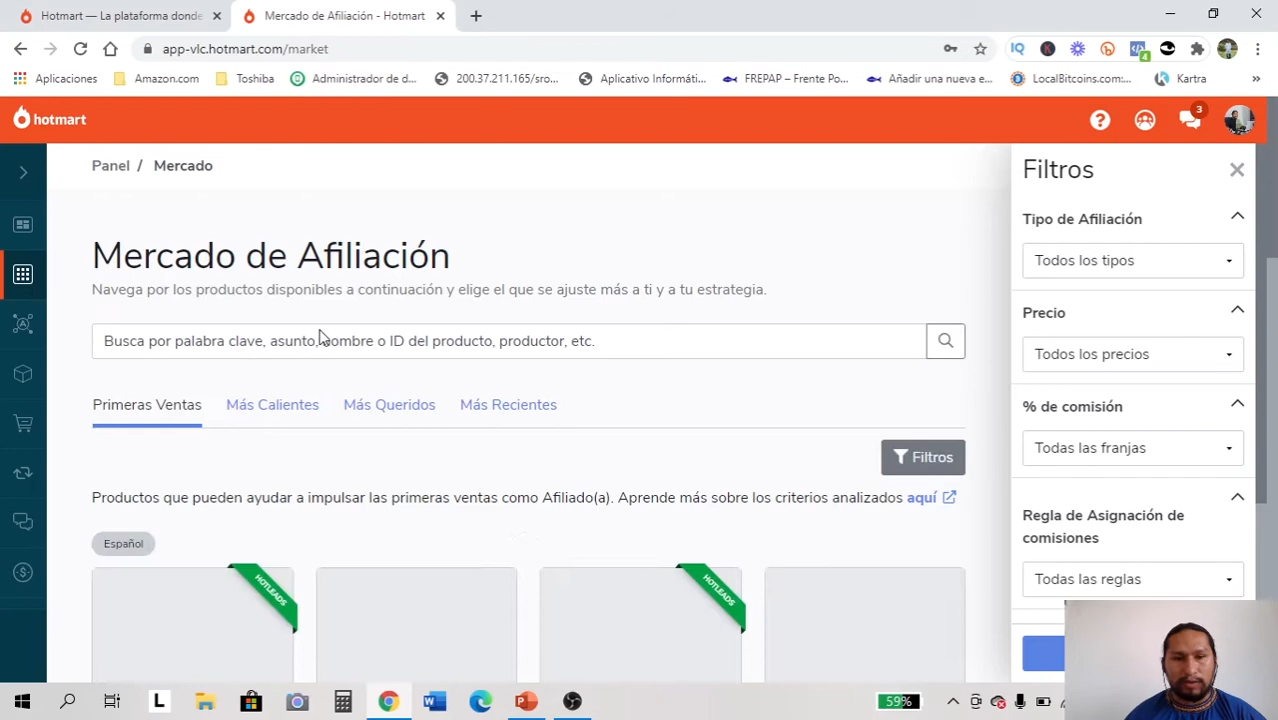 Hotmart — La plataforma donde
Mercado de Afiliación - Hotmart
app-vlc.hotmart.com/market
4
Aplicaciones
Amazon.com
Toshiba
Administrador de d...
200.37.211.165/sro...
Aplicativo Informáti...
FREPAP – Frente Po...
Añadir una nueva e...
LocalBitcoins.com:...
Kartra
»
hotmart
3
Panel / Mercado
Mercado de Afiliación
Navega por los productos disponibles a continuación y elige el que se ajuste más a ti y a tu estrategia.
Busca por palabra clave, asunto, nombre o ID del producto, productor, etc.
Primeras Ventas
Más Calientes
Más Queridos
Más Recientes
Filtros
Productos que pueden ayudar a impulsar las primeras ventas como Afiliado(a). Aprende más sobre los criterios analizados aquí
Español
HOTLEADS
HOTLEADS
Filtros
Tipo de Afiliación
Todos los tipos
Precio
Todos los precios
% de comisión
Todas las franjas
Regla de Asignación de
comisiones
Todas las reglas
59%